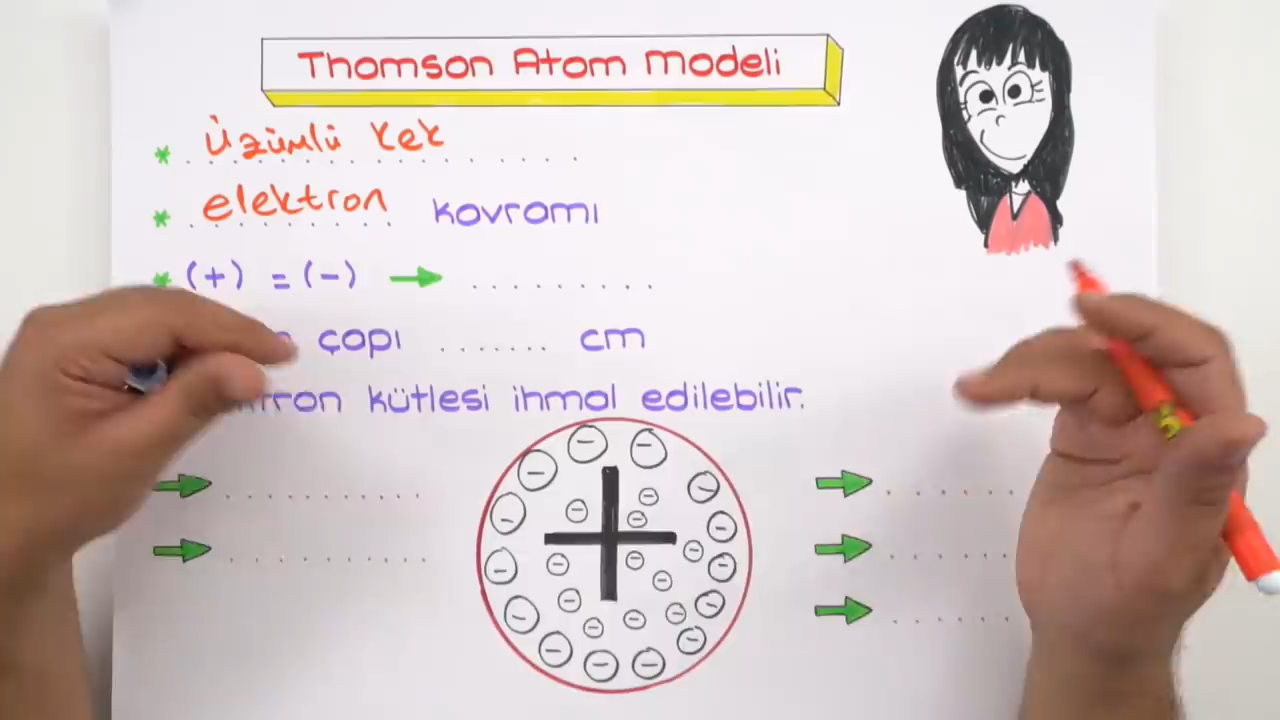 Thomson Atom Modeli
* Üzümlü Kek
* elektron kavramı
* (+) = (-) → .........
çapı ....... cm
kütlesi ihmal edilebilir.